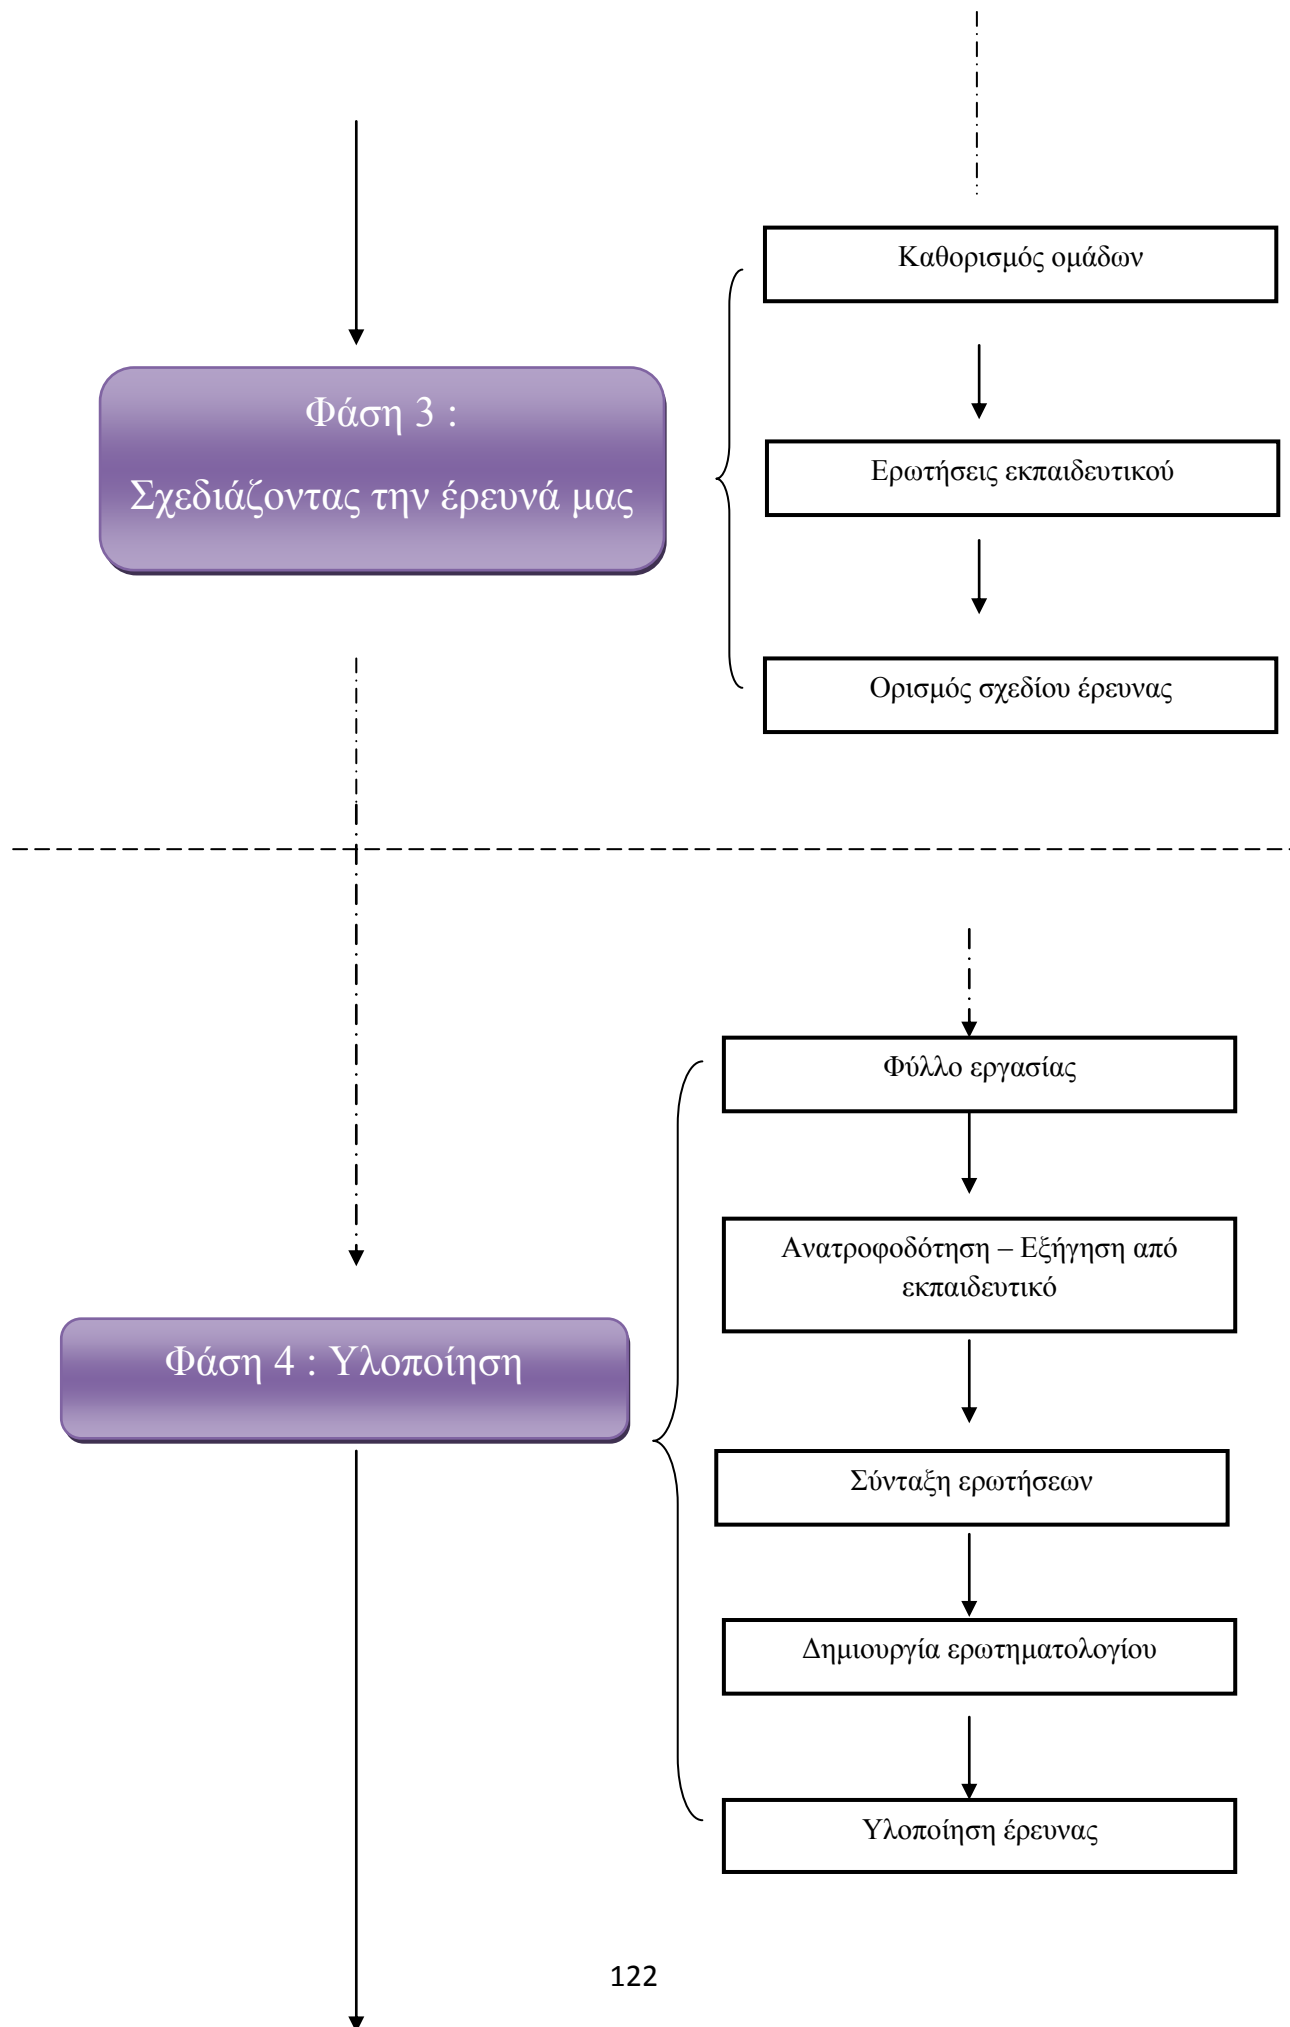 Καθορισμός ομάδων
Φάση 3 :
Σχεδιάζοντας την έρευνά μας
Ερωτήσεις εκπαιδευτικού
Ορισμός σχεδίου έρευνας
Φύλλο εργασίας
Ανατροφοδότηση – Εξήγηση από
εκπαιδευτικό
Φάση 4 : Υλοποίηση
Σύνταξη ερωτήσεων
Δημιουργία ερωτηματολογίου
Υλοποίηση έρευνας
122